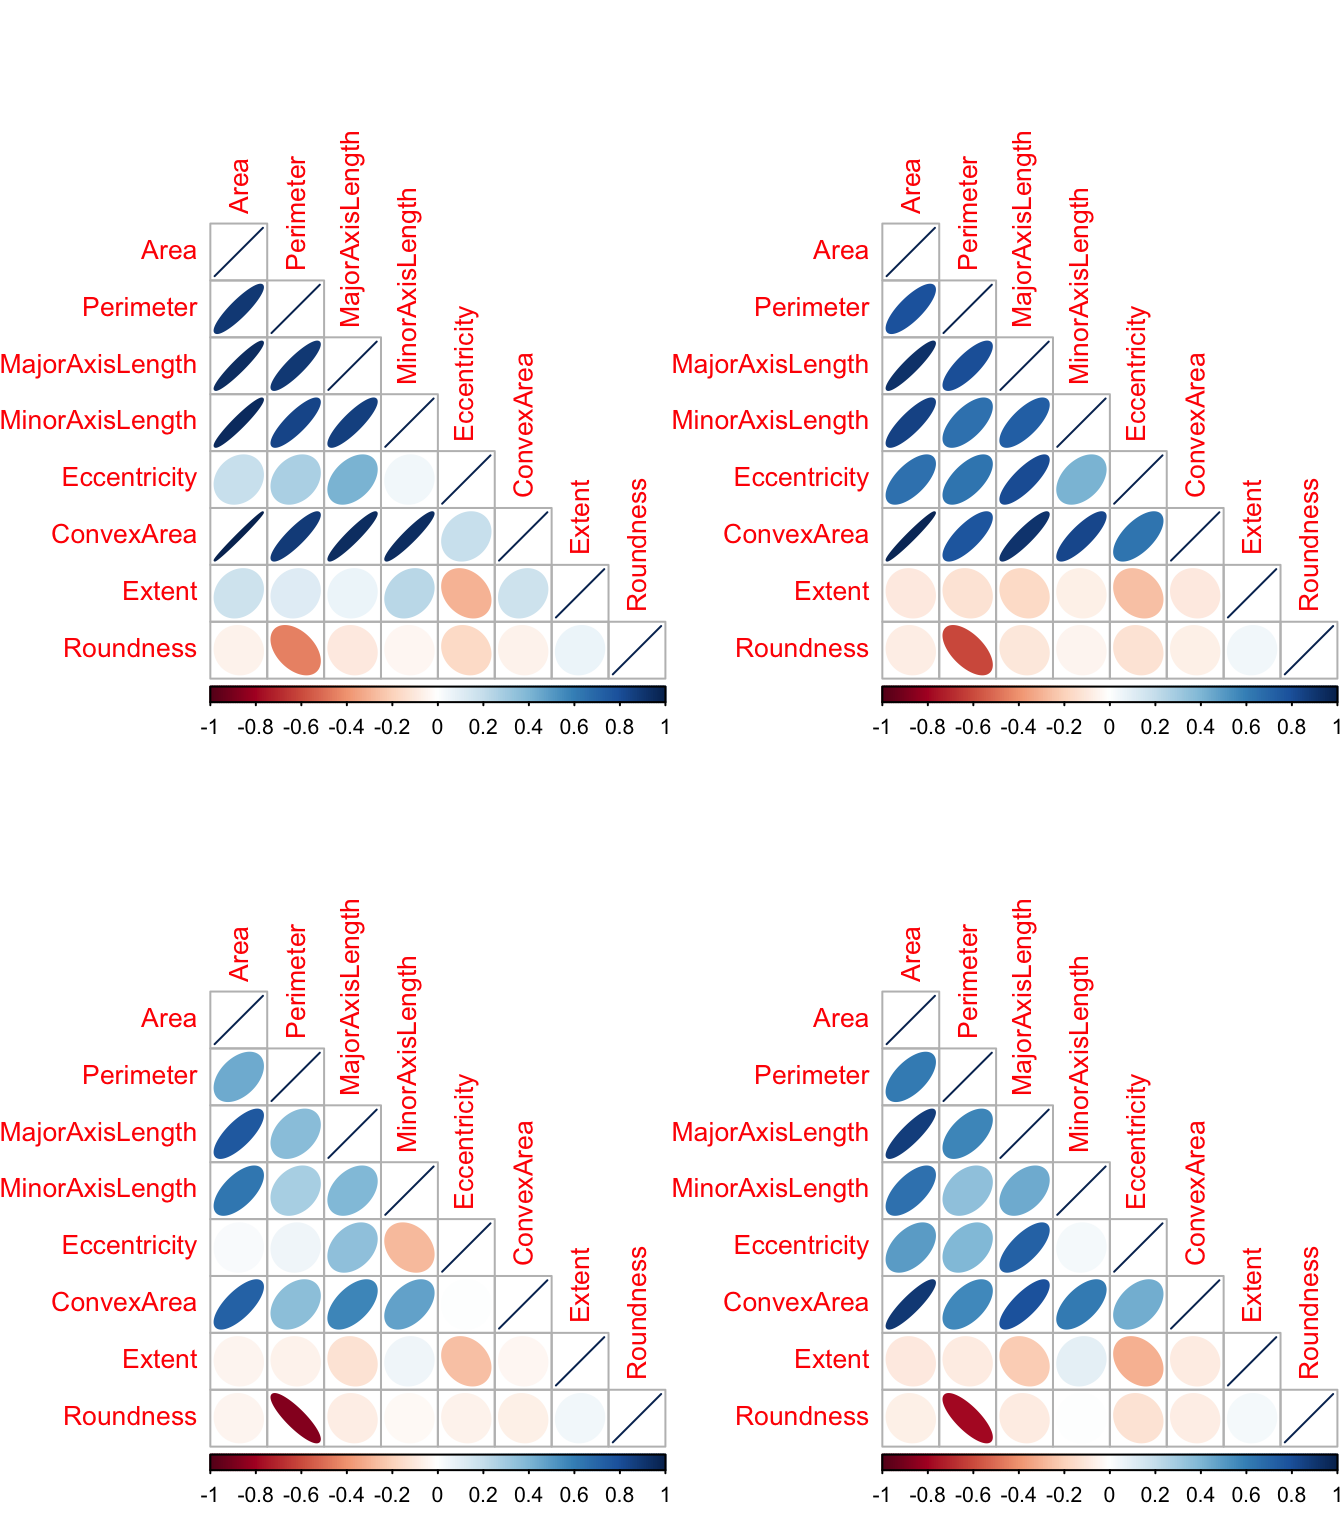 Area
Perimeter
MajorAxisLength
MinorAxisLength
Eccentricity
ConvexArea
Extent
Roundness
Area
Perimeter
MajorAxisLength
MinorAxisLength
Eccentricity
ConvexArea
Extent
Roundness
-1 -0.8 -0.6 -0.4 -0.2 0 0.2 0.4 0.6 0.8 1
Area
Perimeter
MajorAxisLength
MinorAxisLength
Eccentricity
ConvexArea
Extent
Roundness
Area
Perimeter
MajorAxisLength
MinorAxisLength
Eccentricity
ConvexArea
Extent
Roundness
-1 -0.8 -0.6 -0.4 -0.2 0 0.2 0.4 0.6 0.8 1
Area
Perimeter
MajorAxisLength
MinorAxisLength
Eccentricity
ConvexArea
Extent
Roundness
Area
Perimeter
MajorAxisLength
MinorAxisLength
Eccentricity
ConvexArea
Extent
Roundness
-1 -0.8 -0.6 -0.4 -0.2 0 0.2 0.4 0.6 0.8 1
Area
Perimeter
MajorAxisLength
MinorAxisLength
Eccentricity
ConvexArea
Extent
Roundness
Area
Perimeter
MajorAxisLength
MinorAxisLength
Eccentricity
ConvexArea
Extent
Roundness
-1 -0.8 -0.6 -0.4 -0.2 0 0.2 0.4 0.6 0.8 1